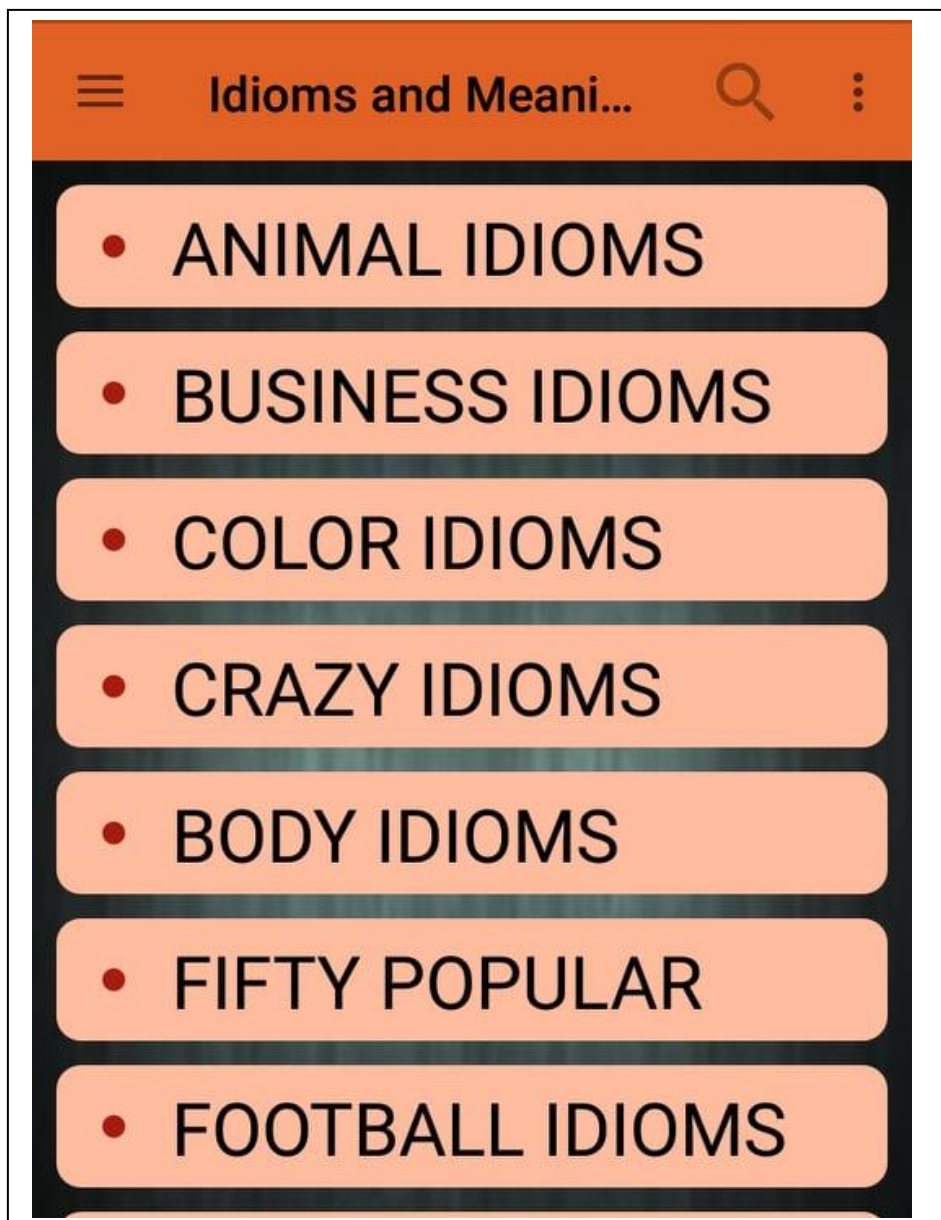 Idioms and Meani...
ANIMAL IDIOMS
BUSINESS IDIOMS
COLOR IDIOMS
CRAZY IDIOMS
BODY IDIOMS
FIFTY POPULAR
FOOTBALL IDIOMS